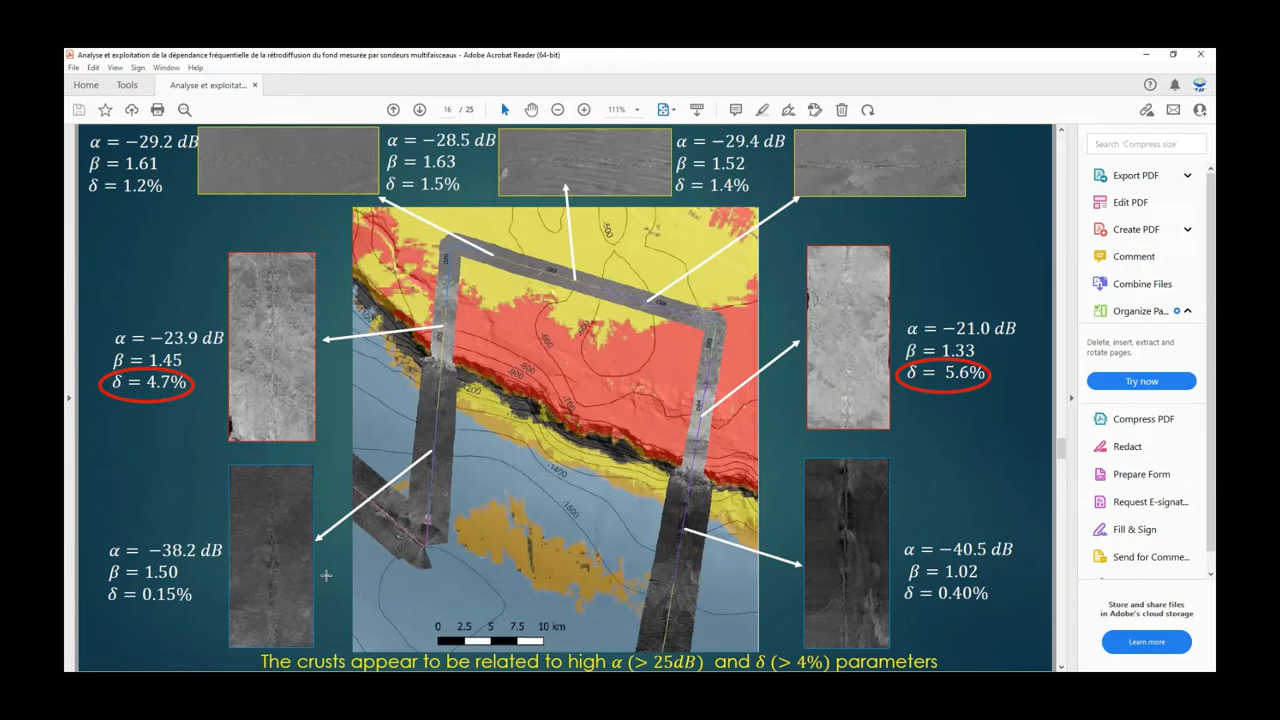 Analyse et exploitation de la dépendance fréquentielle de la rétrodiffusion du fond mesurée par sondeurs multifaisceaux - Adobe Acrobat Reader (64-bit)
File Edit View Sign Window Help
Home Tools Analyse et exploitat... ×
16 / 25 111%
α = −29.2 dB
β = 1.61
δ = 1.2%
α = −28.5 dB
β = 1.63
δ = 1.5%
α = −29.4 dB
β = 1.52
δ = 1.4%
α = −23.9 dB
β = 1.45
δ = 4.7%
α = −21.0 dB
β = 1.33
δ = 5.6%
α = −38.2 dB
β = 1.50
δ = 0.15%
α = −40.5 dB
β = 1.02
δ = 0.40%
-500
-900
-700
-1400
0 2.5 5 7.5 10 km
The crusts appear to be related to high α (> 25dB) and δ (> 4%) parameters
Search 'Compress size'
Export PDF
Edit PDF
Create PDF
Comment
Combine Files
Organize Pa...
Delete, insert, extract and
rotate pages.
Try now
Compress PDF
Redact
Prepare Form
Request E-signat...
Fill & Sign
Send for Comme...
Store and share files
in Adobe's cloud storage
Learn more